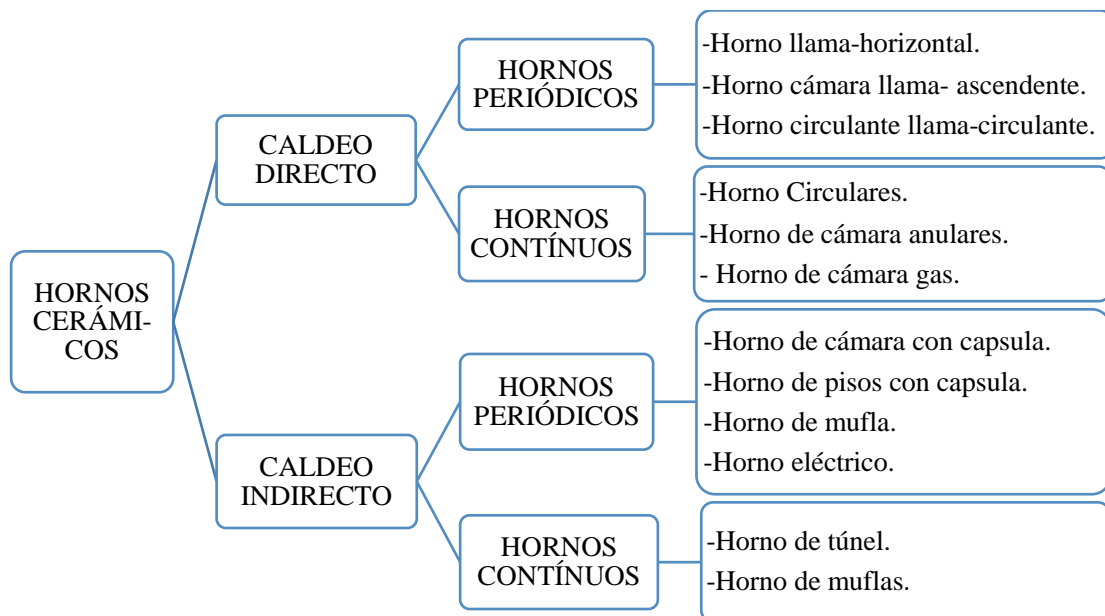 HORNOS
CERÁMI-
COS
CALDEO
DIRECTO
HORNOS
PERIÓDICOS
-Horno llama-horizontal.
-Horno cámara llama- ascendente.
-Horno circulante llama-circulante.
HORNOS
CONTÍNUOS
-Horno Circulares.
-Horno de cámara anulares.
- Horno de cámara gas.
CALDEO
INDIRECTO
HORNOS
PERIÓDICOS
-Horno de cámara con capsula.
-Horno de pisos con capsula.
-Horno de mufla.
-Horno eléctrico.
HORNOS
CONTÍNUOS
-Horno de túnel.
-Horno de muflas.